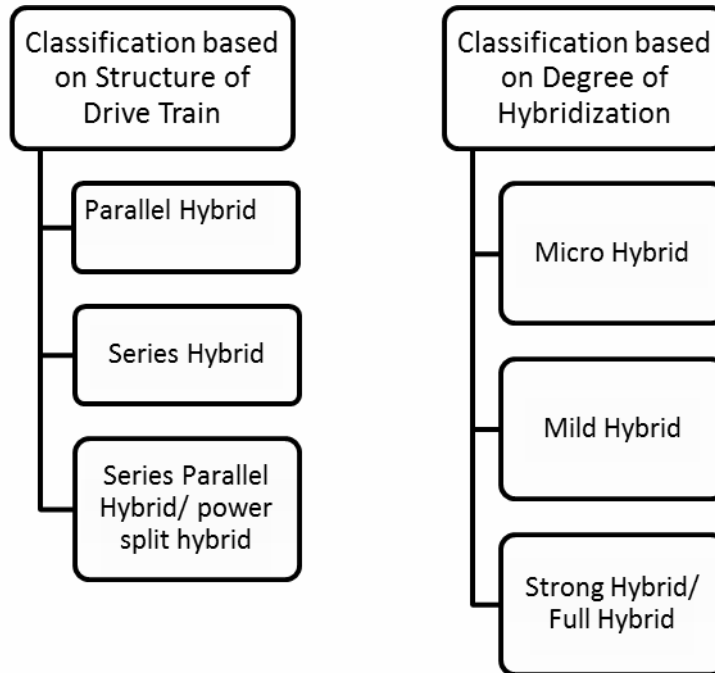 Classification based
on Structure of
Drive Train
Parallel Hybrid
Series Hybrid
Series Parallel
Hybrid/ power
split hybrid
Classification based
on Degree of
Hybridization
Micro Hybrid
Mild Hybrid
Strong Hybrid/
Full Hybrid